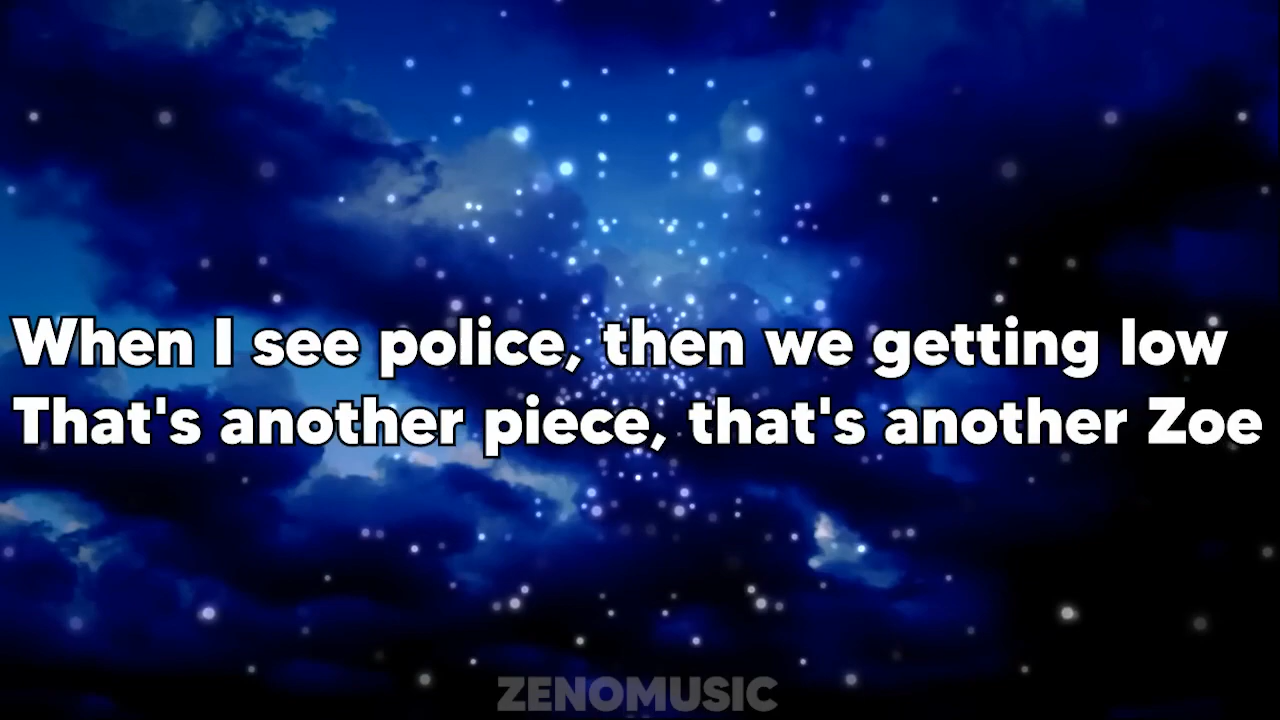 When I see police, then we getting low
That's another piece, that's another Zoe
ZENOMUSIC